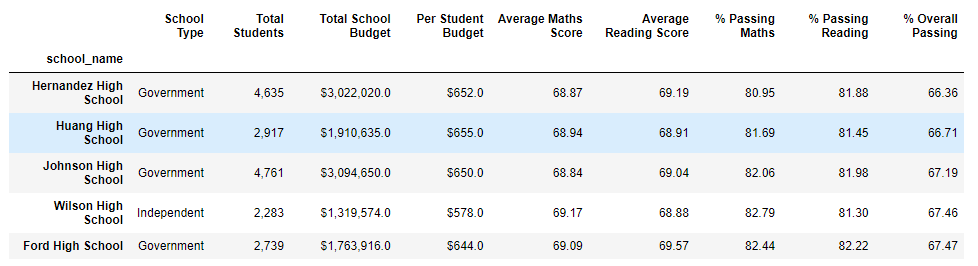 School Type Total Students Total School Budget Per Student Budget Average Maths Score Average Reading Score % Passing Maths % Passing Reading % Overall Passing
school_name
Hernandez High School Government 4,635 $3,022,020.0 $652.0 68.87 69.19 80.95 81.88 66.36
Huang High School Government 2,917 $1,910,635.0 $655.0 68.94 68.91 81.69 81.45 66.71
Johnson High School Government 4,761 $3,094,650.0 $650.0 68.84 69.04 82.06 81.98 67.19
Wilson High School Independent 2,283 $1,319,574.0 $578.0 69.17 68.88 82.79 81.30 67.46
Ford High School Government 2,739 $1,763,916.0 $644.0 69.09 69.57 82.44 82.22 67.47